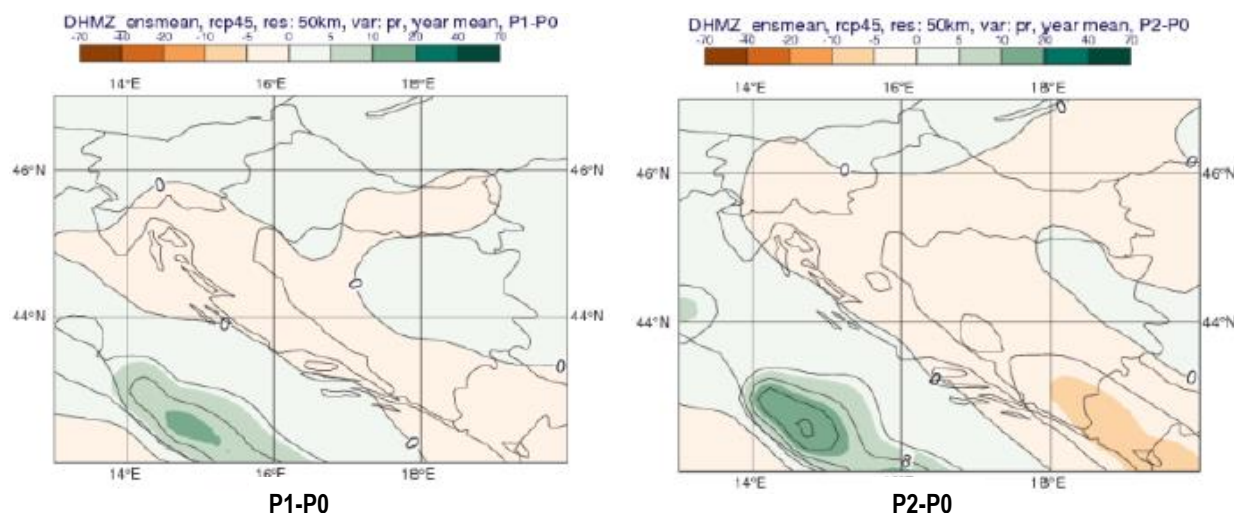 DHMZ_ensmean, rcp45, res: 50km, var: pr, year mean, P1-P0
-70 -40 -20 -10 -5 0 5 10 20 40 70
14°E 16°E 18°E
46°N 46°N
44°N 44°N
0 0 0 0 0
14°E 16°E 18°E
P1-P0
DHMZ_ensmean, rcp45, res: 50km, var: pr, year mean, P2-P0
-70 -40 -20 -10 -5 0 5 10 20 40 70
14°E 16°E 18°E
46°N 46°N
44°N 44°N
0 0 0 0 0 8
14°E 16°E 18°E
P2-P0